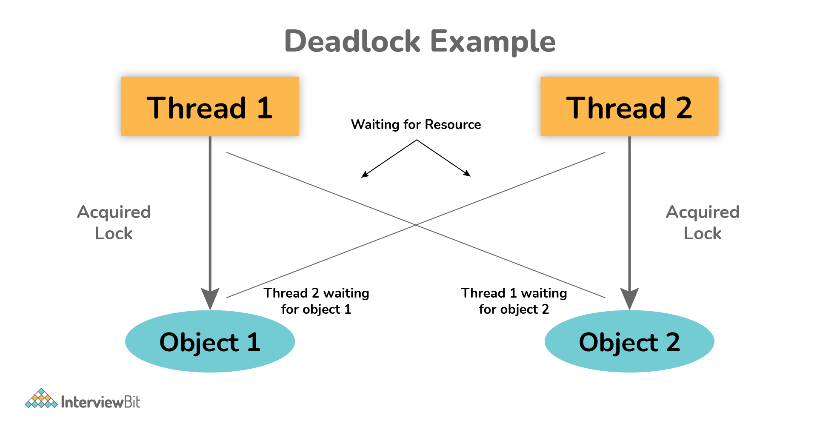 Deadlock Example
Thread 1
Thread 2
Waiting for Resource
Acquired
Lock
Acquired
Lock
Thread 2 waiting
for object 1
Thread 1 waiting
for object 2
Object 1
Object 2
InterviewBit